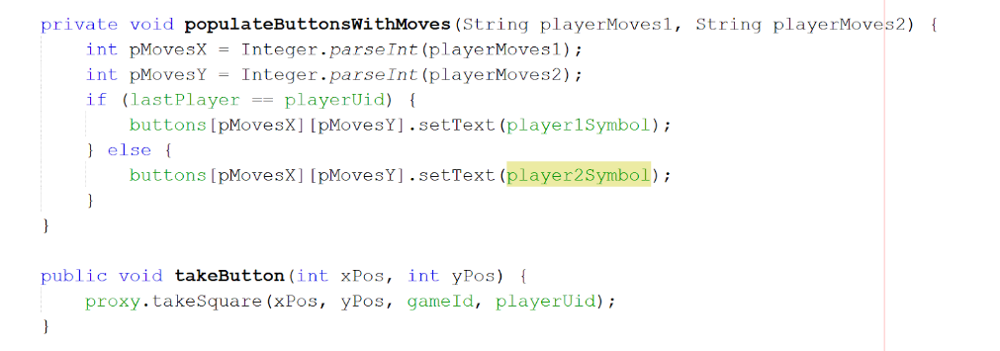 private void populateButtonsWithMoves(String playerMoves1, String playerMoves2) {
    int pMovesX = Integer.parseInt(playerMoves1);
    int pMovesY = Integer.parseInt(playerMoves2);
    if (lastPlayer == playerUid) {
        buttons[pMovesX][pMovesY].setText(player1Symbol);
    } else {
        buttons[pMovesX][pMovesY].setText(player2Symbol);
    }
}
public void takeButton(int xPos, int yPos) {
    proxy.takeSquare(xPos, yPos, gameId, playerUid);
}